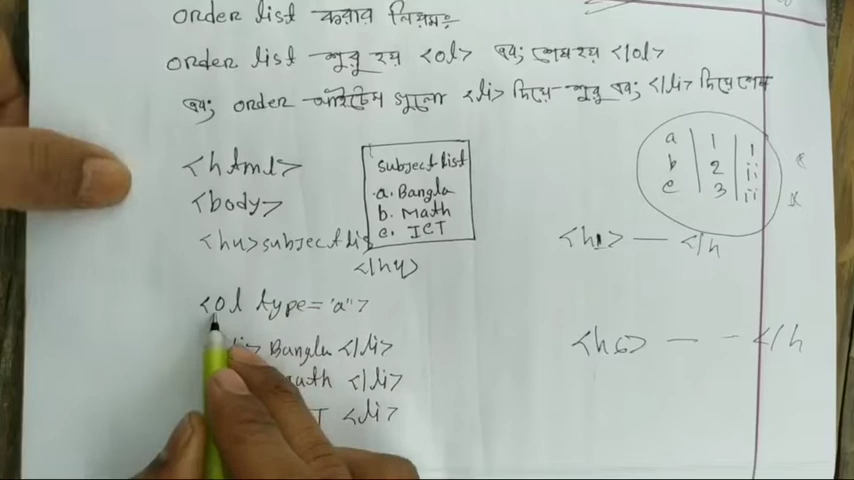 order list করার নিয়মঃ
order list শুরু হয় <ol> এবং শেষ হয় </ol>
এবং order আইটেম গুলো <li> দিয়ে শুরু এবং </li> দিয়ে শেষ
<html>
<body>
<h4>subject lis
</h4>
subject list
a. Bangla
b. Math
c. ICT
a 1 i
b 2 ii
c 3 iii
<h1> — </h
<ol type="a">
Bangla </li>
ath </li>
T <li>
<h6> — - </h